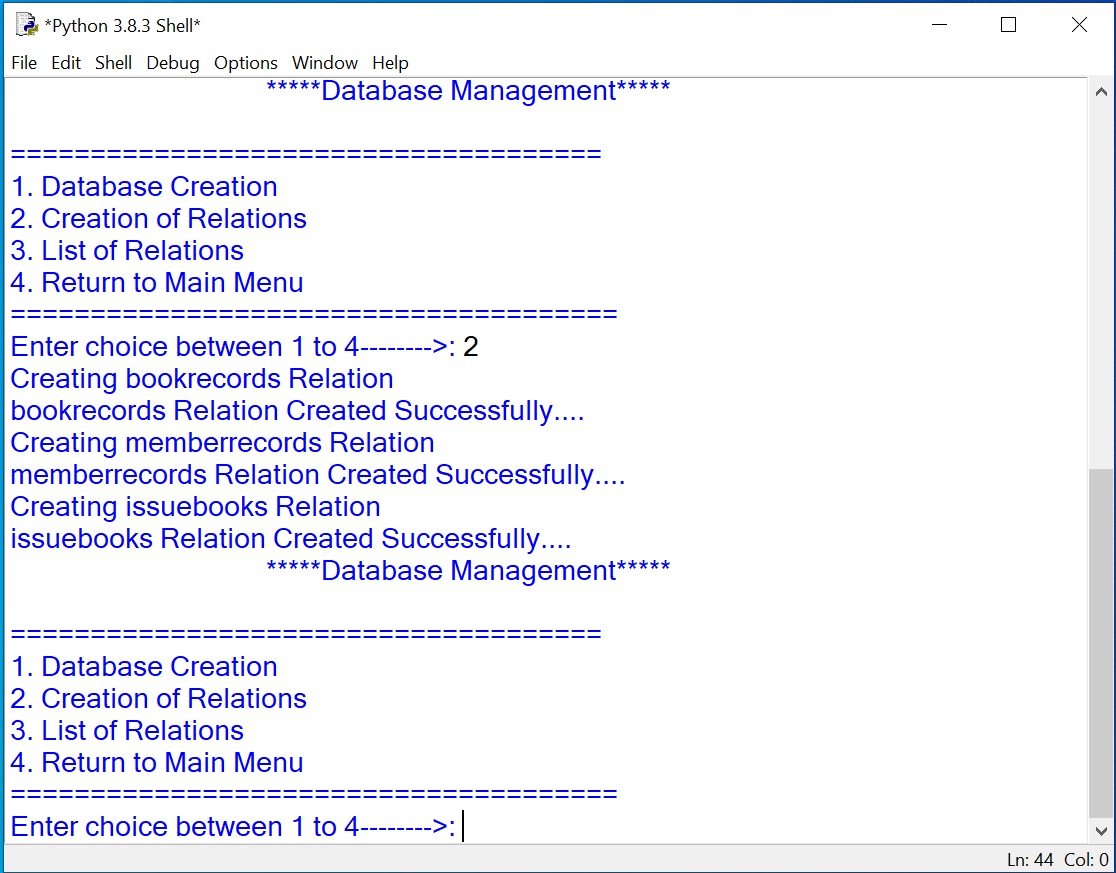 *Python 3.8.3 Shell*
File Edit Shell Debug Options Window Help
*****Database Management*****
=====================================
1. Database Creation
2. Creation of Relations
3. List of Relations
4. Return to Main Menu
======================================
Enter choice between 1 to 4-------->: 2
Creating bookrecords Relation
bookrecords Relation Created Successfully....
Creating memberrecords Relation
memberrecords Relation Created Successfully....
Creating issuebooks Relation
issuebooks Relation Created Successfully....
*****Database Management*****
=====================================
1. Database Creation
2. Creation of Relations
3. List of Relations
4. Return to Main Menu
======================================
Enter choice between 1 to 4-------->:
Ln: 44 Col: 0